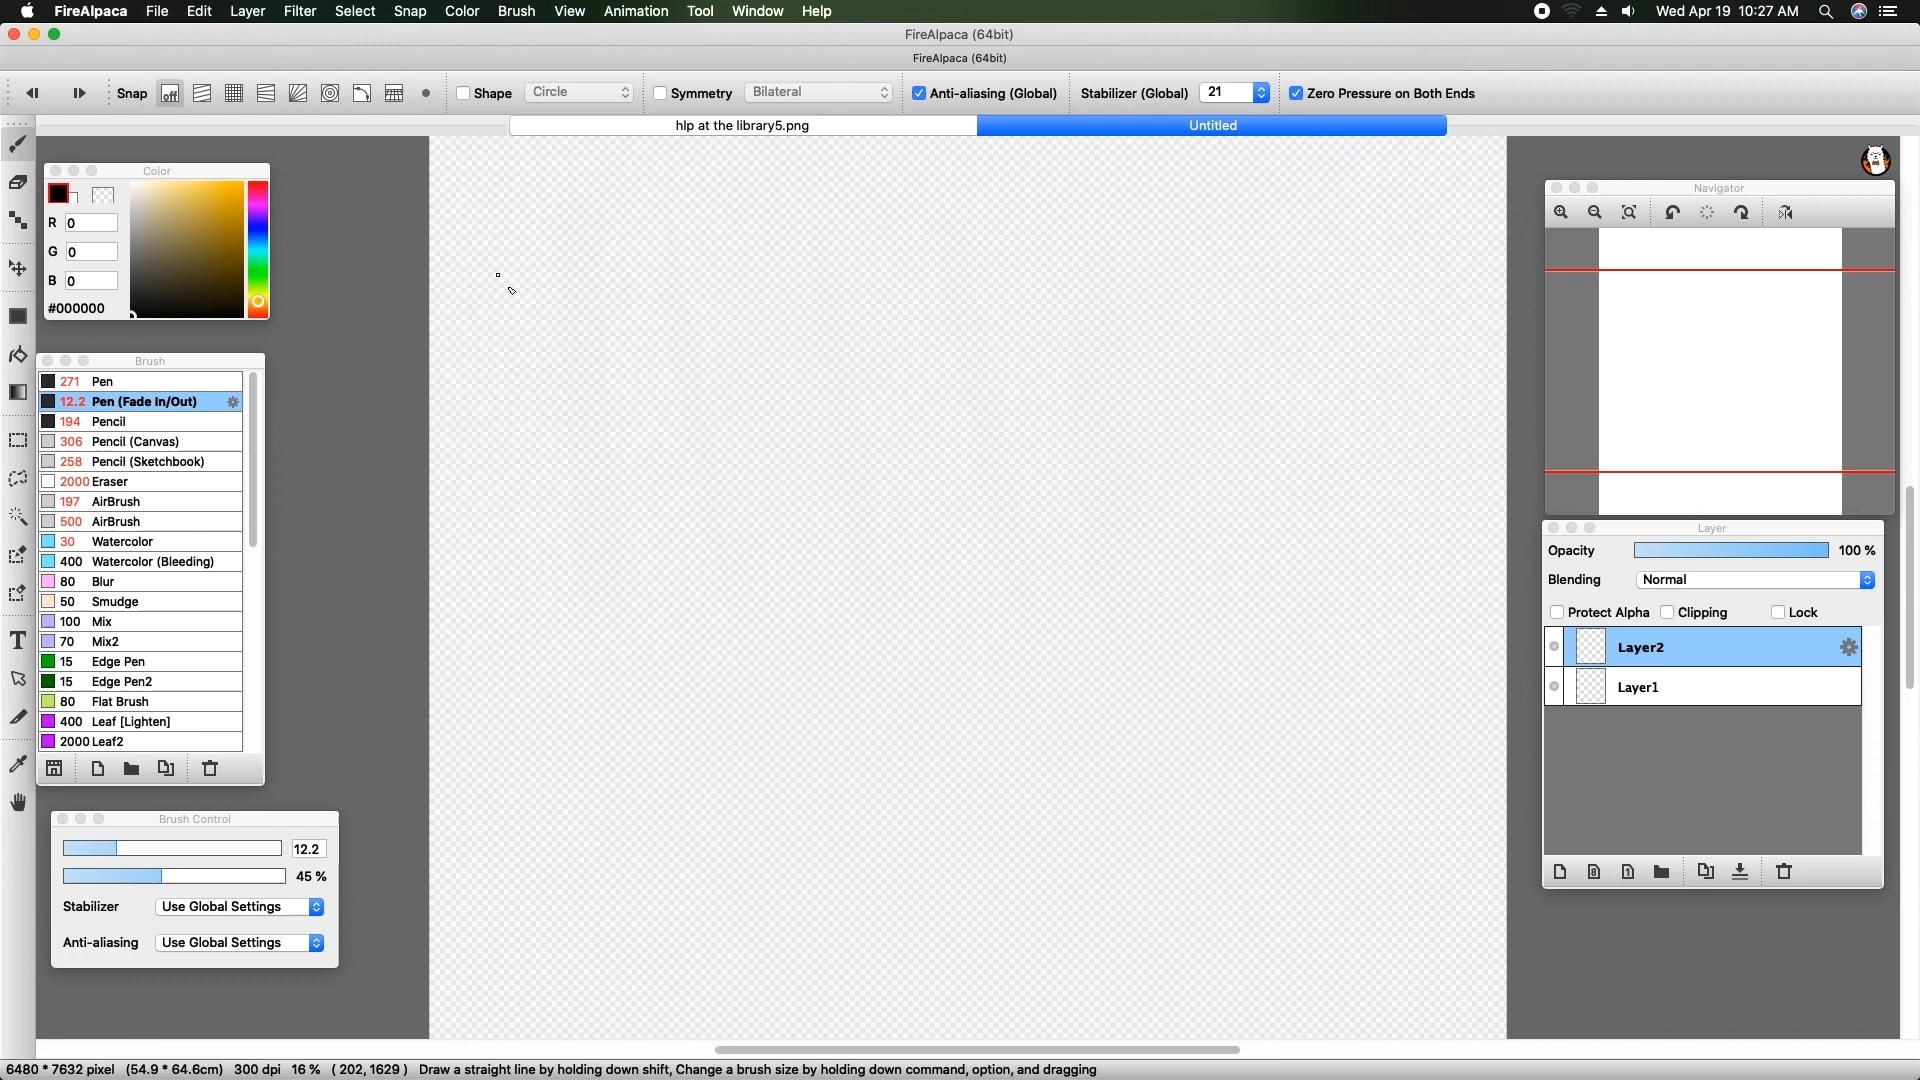 FireAlpaca File Edit Layer Filter Select Snap Color Brush View Animation Tool Window Help Wed Apr 19 10:27 AM
FireAlpaca (64bit)
FireAlpaca (64bit)
Snap off Shape Circle Symmetry Bilateral Anti-aliasing (Global) Stabilizer (Global) 21 Zero Pressure on Both Ends
hlp at the library5.png Untitled
Color
R 0
G 0
B 0
#000000
Brush
271 Pen
12.2 Pen (Fade In/Out)
194 Pencil
306 Pencil (Canvas)
258 Pencil (Sketchbook)
2000 Eraser
197 AirBrush
500 AirBrush
30 Watercolor
400 Watercolor (Bleeding)
80 Blur
50 Smudge
100 Mix
70 Mix2
15 Edge Pen
15 Edge Pen2
80 Flat Brush
400 Leaf [Lighten]
2000 Leaf2
Brush Control
12.2
45 %
Stabilizer Use Global Settings
Anti-aliasing Use Global Settings
Navigator
Layer
Opacity 100 %
Blending Normal
Protect Alpha Clipping Lock
Layer2
Layer1
8 1
T
6480 * 7632 pixel (54.9 * 64.6cm) 300 dpi 16 % ( 202, 1629 ) Draw a straight line by holding down shift, Change a brush size by holding down command, option, and dragging